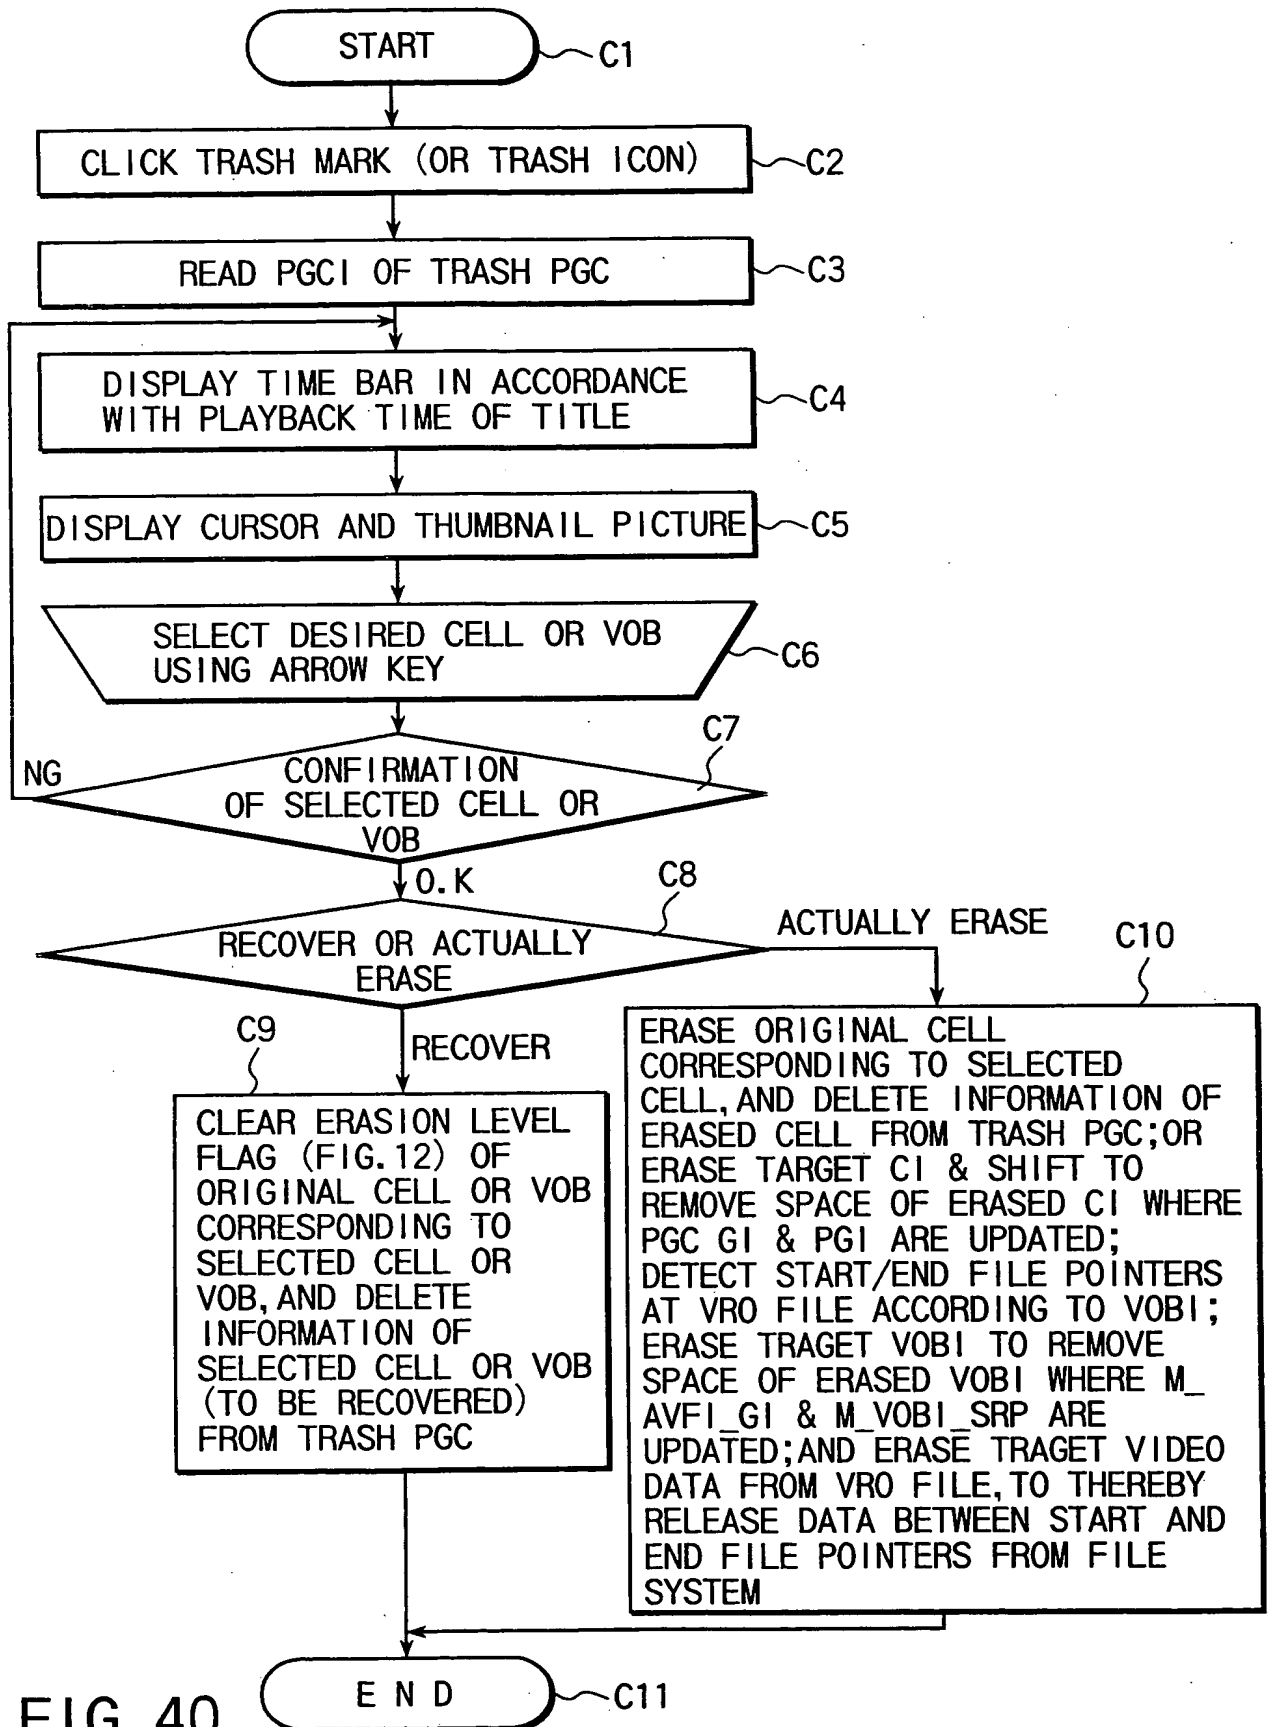 START
C1
CLICK TRASH MARK (OR TRASH ICON)
C2
READ PGCI OF TRASH PGC
C3
DISPLAY TIME BAR IN ACCORDANCE
WITH PLAYBACK TIME OF TITLE
C4
DISPLAY CURSOR AND THUMBNAIL PICTURE
C5
SELECT DESIRED CELL OR VOB
USING ARROW KEY
C6
C7
NG
CONFIRMATION
OF SELECTED CELL OR
VOB
O.K
C8
RECOVER OR ACTUALLY
ERASE
ACTUALLY ERASE
C10
C9
RECOVER
CLEAR ERASION LEVEL
FLAG (FIG.12) OF
ORIGINAL CELL OR VOB
CORRESPONDING TO
SELECTED CELL OR
VOB, AND DELETE
INFORMATION OF
SELECTED CELL OR VOB
(TO BE RECOVERED)
FROM TRASH PGC
ERASE ORIGINAL CELL
CORRESPONDING TO SELECTED
CELL, AND DELETE INFORMATION OF
ERASED CELL FROM TRASH PGC;OR
ERASE TARGET CI & SHIFT TO
REMOVE SPACE OF ERASED CI WHERE
PGC GI & PGI ARE UPDATED;
DETECT START/END FILE POINTERS
AT VRO FILE ACCORDING TO VOBI;
ERASE TRAGET VOBI TO REMOVE
SPACE OF ERASED VOBI WHERE M_
AVFI_GI & M_VOBI_SRP ARE
UPDATED;AND ERASE TRAGET VIDEO
DATA FROM VRO FILE, TO THEREBY
RELEASE DATA BETWEEN START AND
END FILE POINTERS FROM FILE
SYSTEM
END
C11
FIG. 40